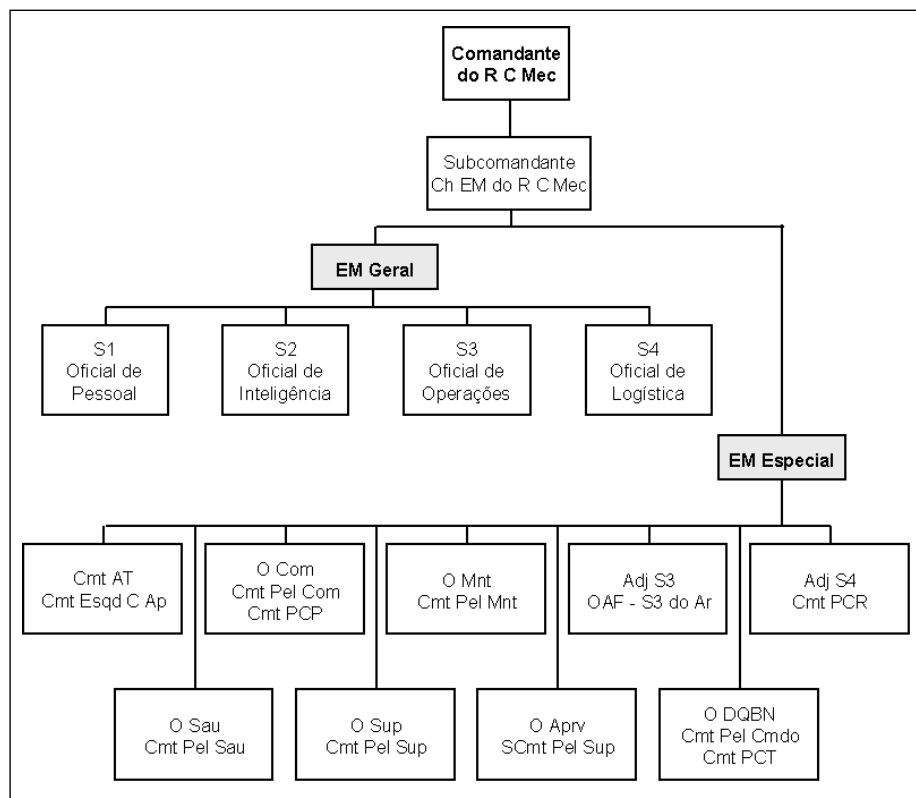 Comandante
do R C Mec
Subcomandante
Ch EM do R C Mec
EM Geral
S1
Oficial de
Pessoal
S2
Oficial de
Inteligência
S3
Oficial de
Operações
S4
Oficial de
Logística
EM Especial
Cmt AT
Cmt Esqd C Ap
O Com
Cmt Pel Com
Cmt PCP
O Mnt
Cmt Pel Mnt
Adj S3
OAF - S3 do Ar
Adj S4
Cmt PCR
O Sau
Cmt Pel Sau
O Sup
Cmt Pel Sup
O Aprv
SCmt Pel Sup
O DQBN
Cmt Pel Cmdo
Cmt PCT